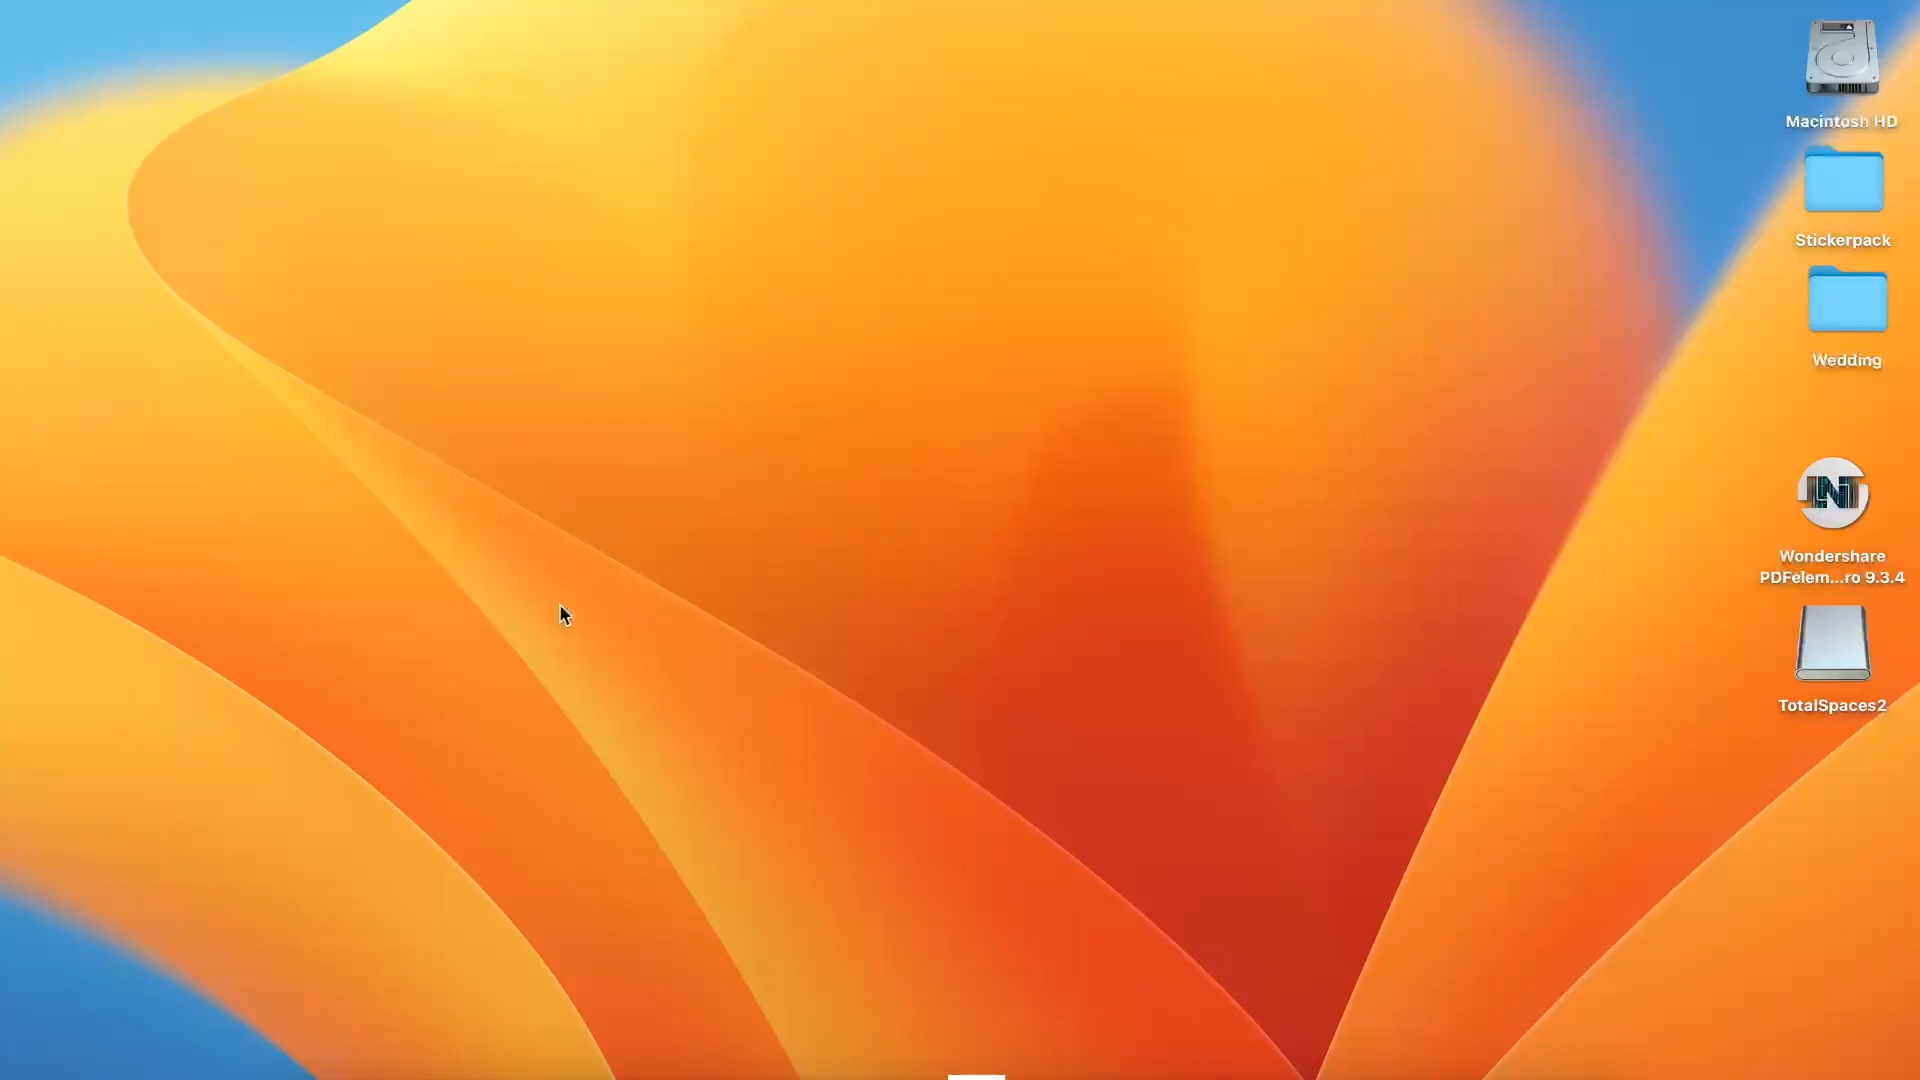 Macintosh HD
Stickerpack
Wedding
N
Wondershare
PDFelem...ro 9.3.4
TotalSpaces2